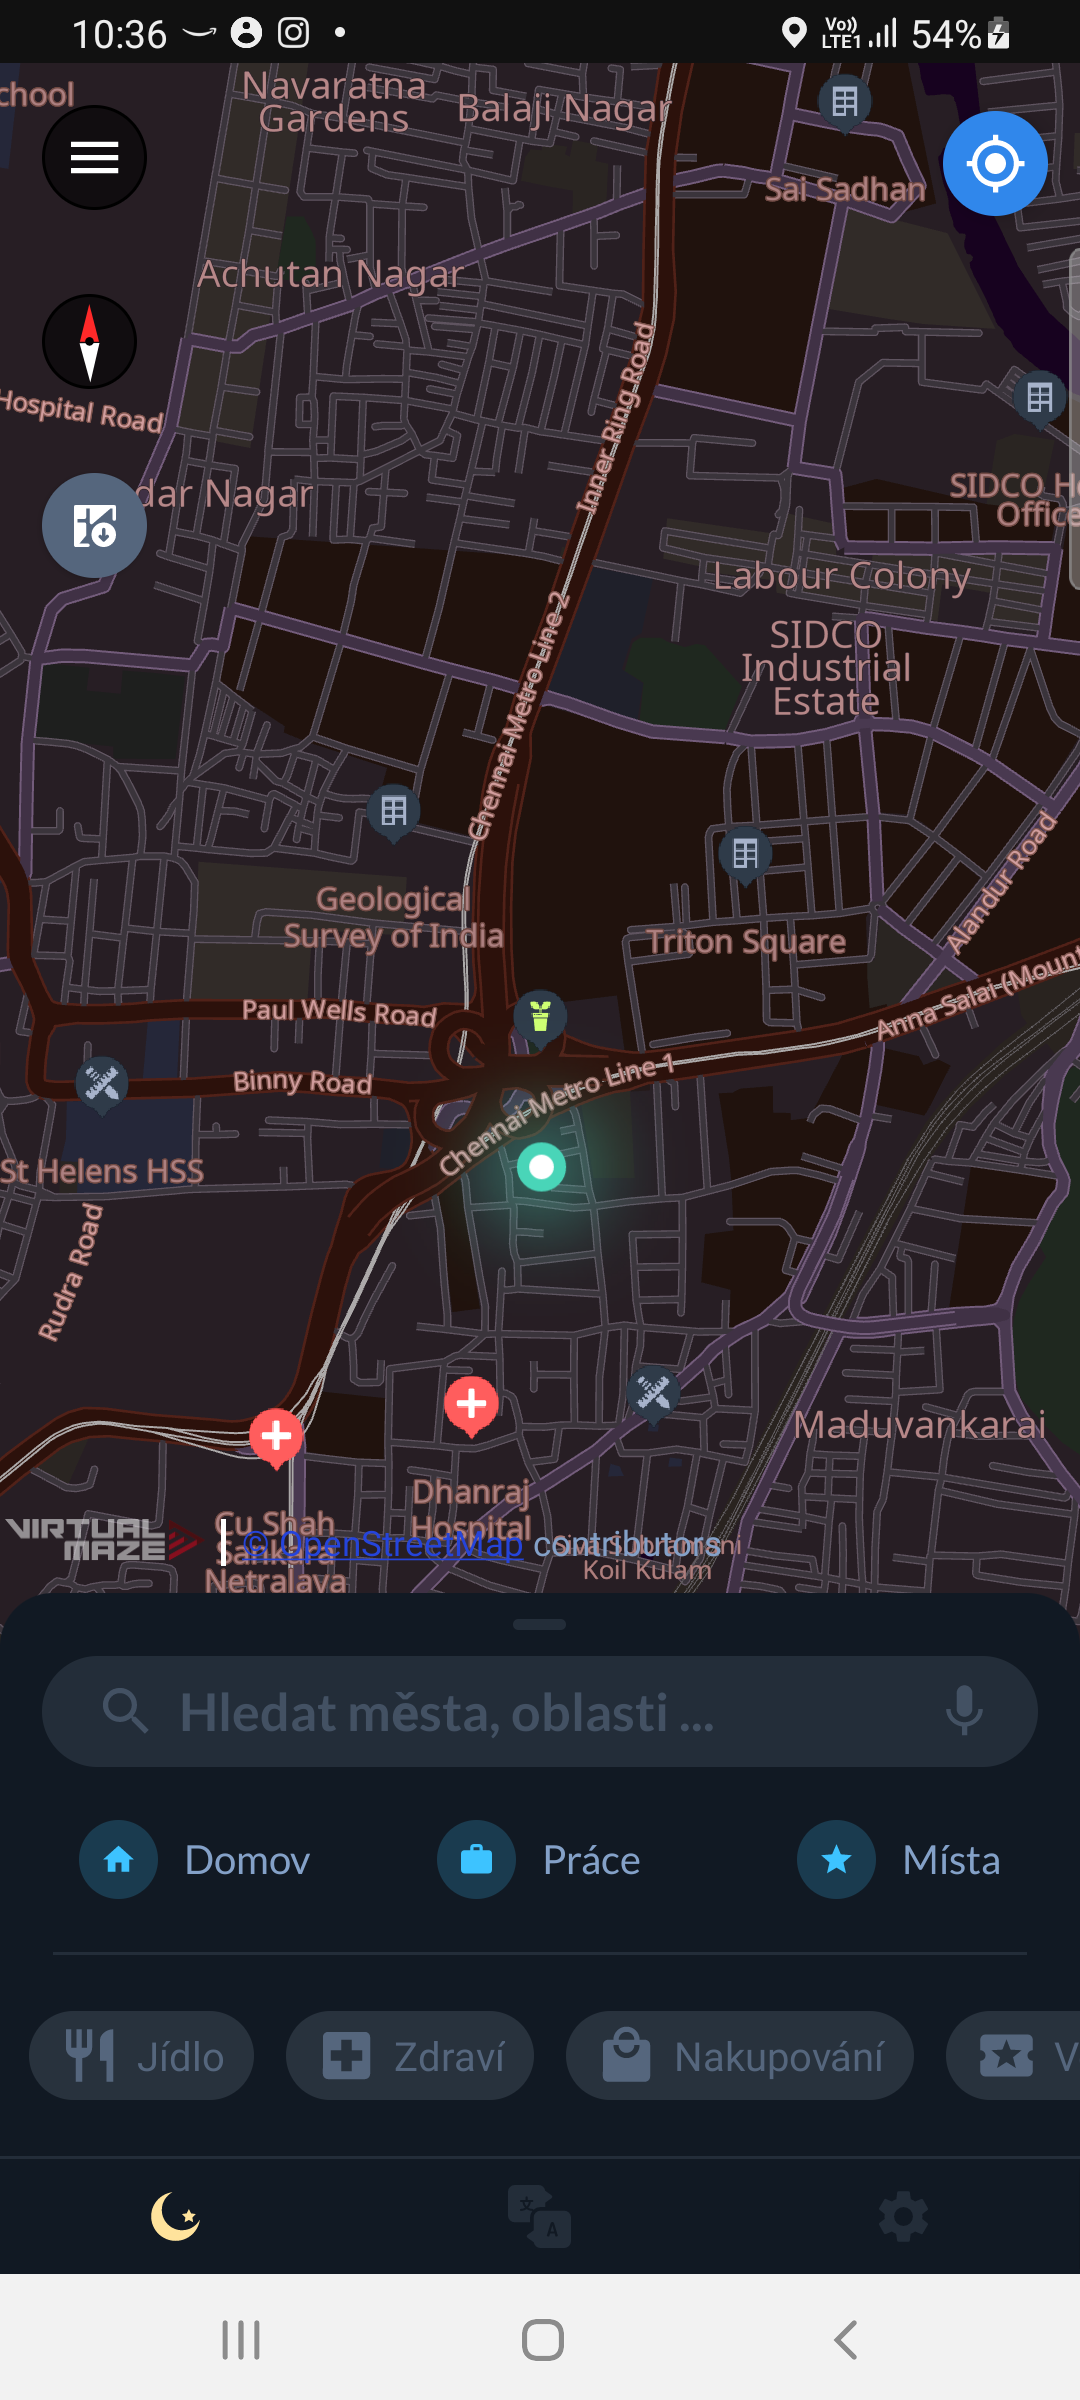 10:36
Vo))
LTE1
54%
chool
Navaratna
Gardens
Balaji Nagar
Sai Sadhan
Achutan Nagar
Inner Ring Road
Hospital Road
dar Nagar
SIDCO H
Office
Labour Colony
SIDCO
Industrial
Estate
Chennai Metro Line 2
Alandur Road
Geological
Survey of India
Triton Square
Anna Salai (Mount
Paul Wells Road
Binny Road
Chennai Metro Line 1
St Helens HSS
Rudra Road
Maduvankarai
Dhanraj
Hospital
VIRTUAL
MAZE
© OpenStreetMap contributors
Sankara
Netralaya
Koil Kulam
Hledat města, oblasti ...
Domov
Práce
Místa
Jídlo
Zdraví
Nakupování
V
文
A